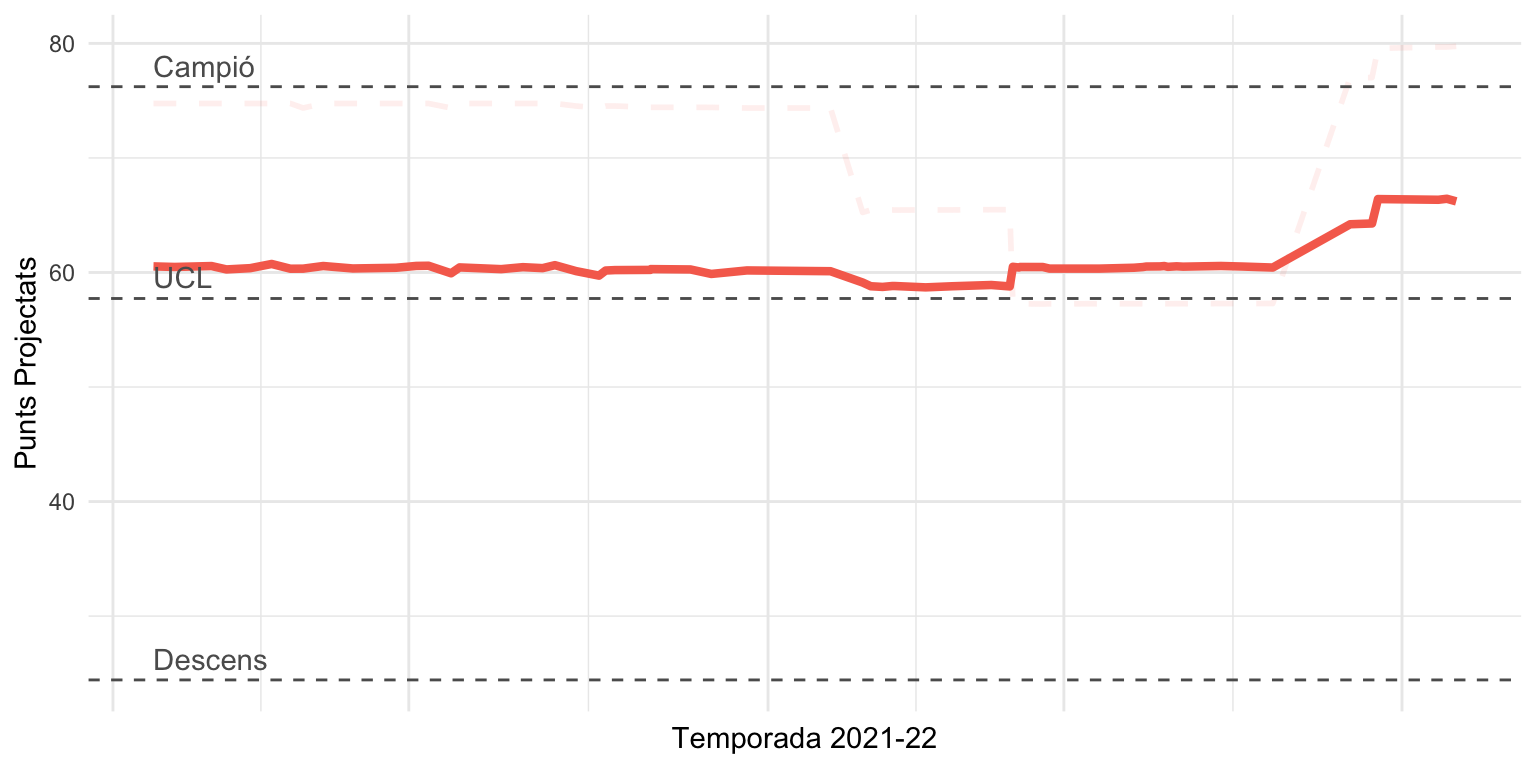 80
Campió
60
UCL
Punts Projectats
40
Descens
Temporada 2021-22